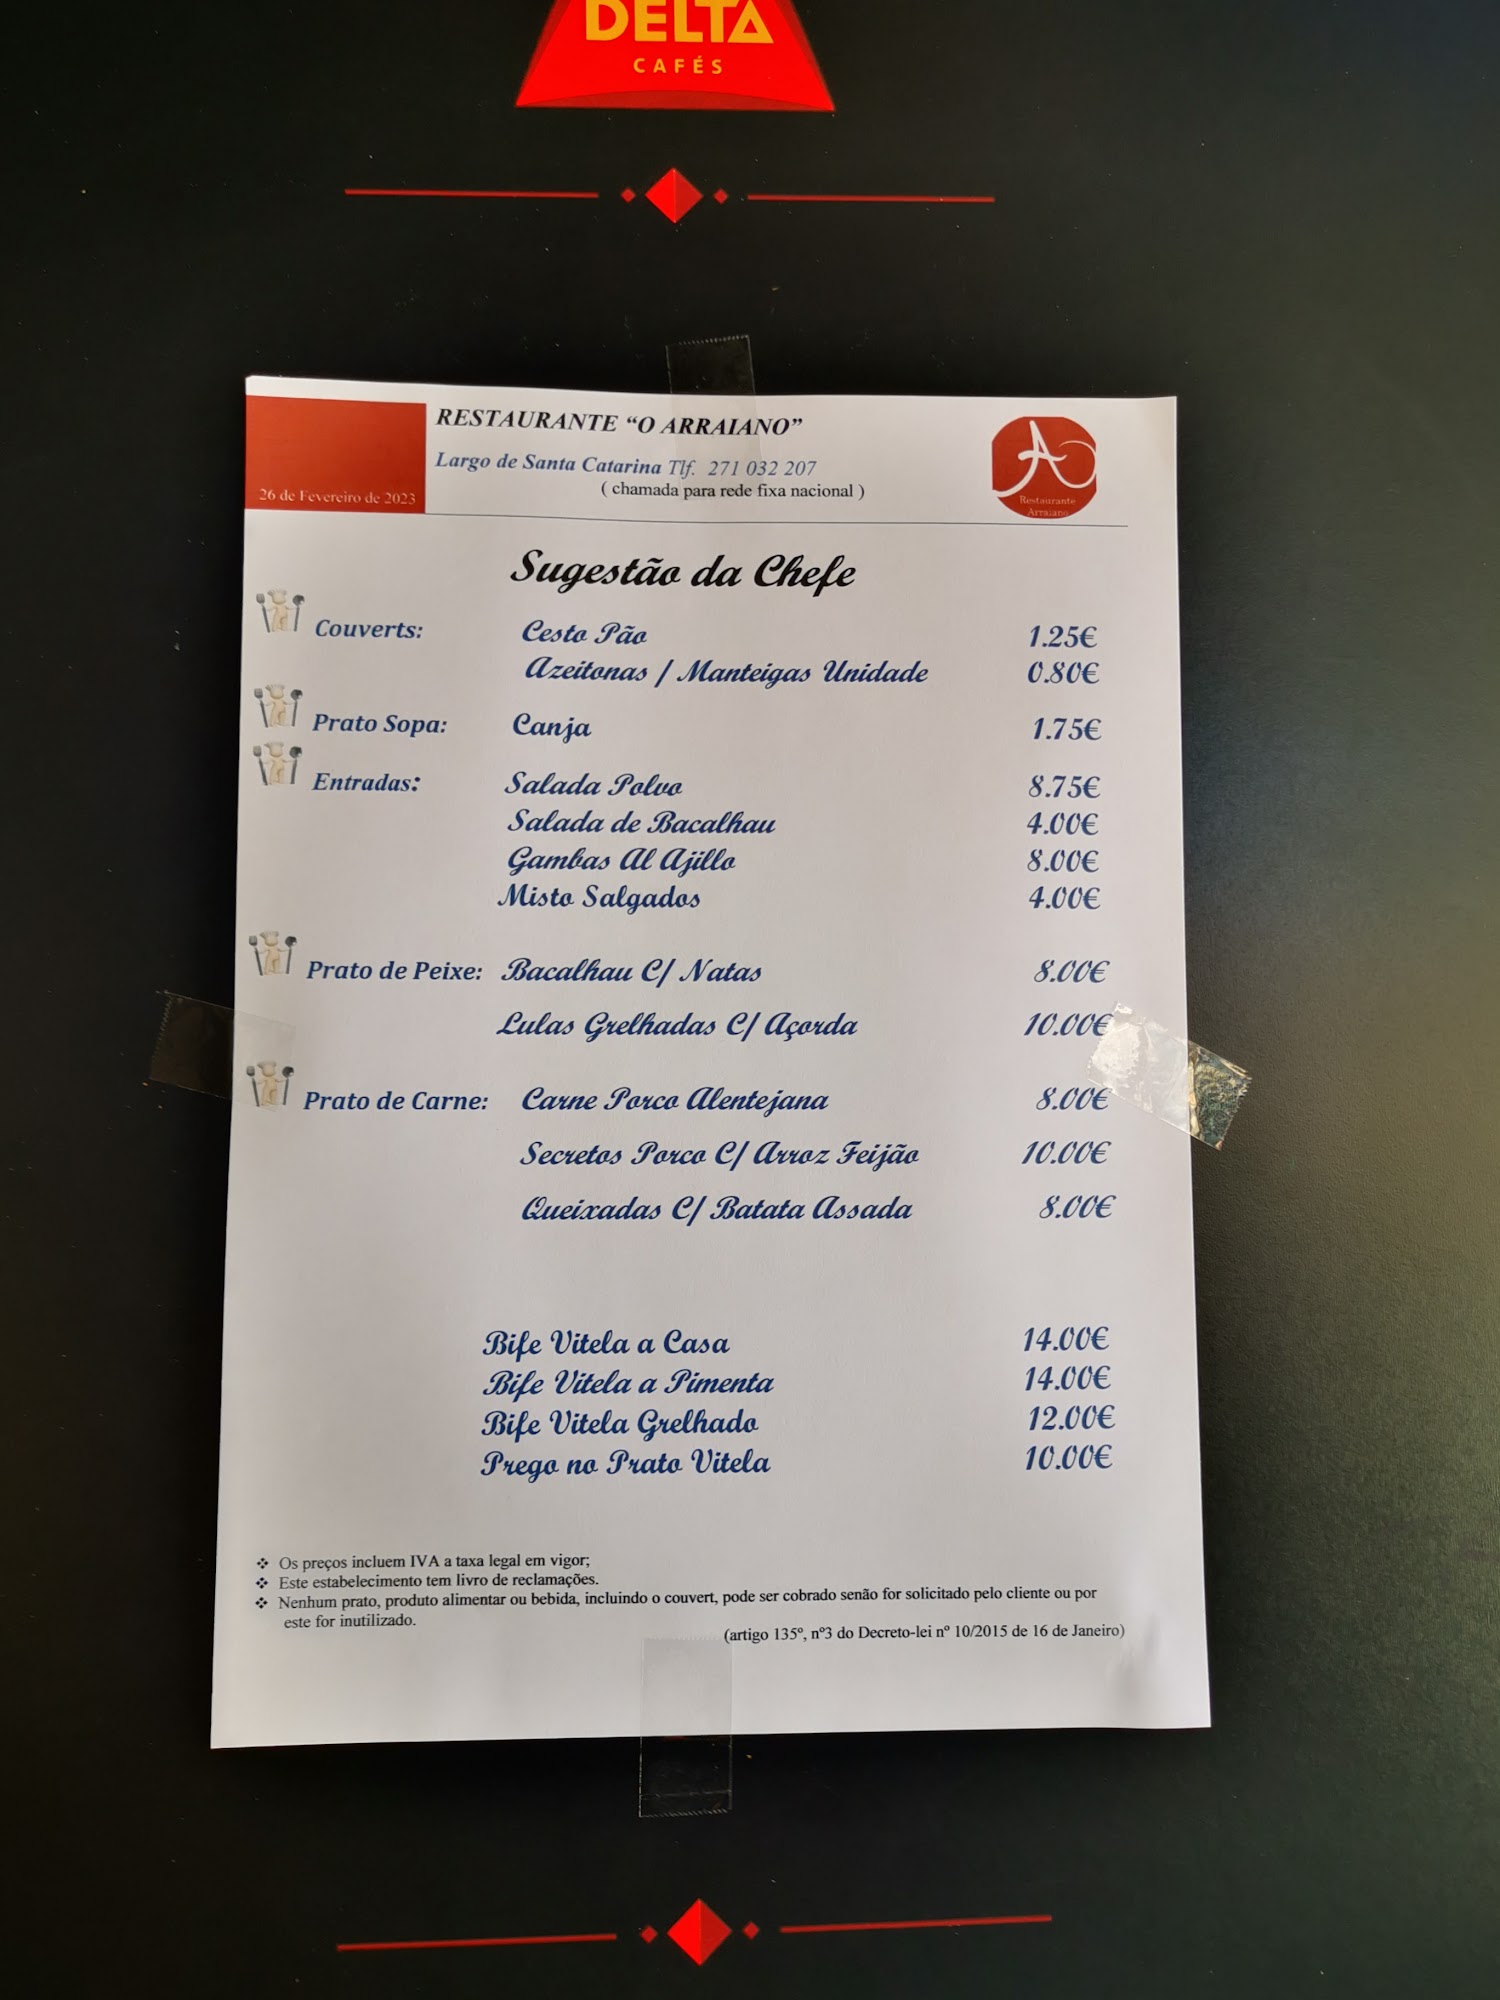 DELTA
CAFÉS
RESTAURANTE “O ARRAIANO”
Largo de Santa Catarina Tlf. 271 032 207
( chamada para rede fixa nacional )
26 de Fevereiro de 2023
A
Restaurante
Arraiano
Sugestão da Chefe
Couverts: Cesto Pão 1.25€
Azeitonas / Manteigas Unidade 0.80€
Prato Sopa: Canja 1.75€
Entradas: Salada Polvo 8.75€
Salada de Bacalhau 4.00€
Gambas Al Ajillo 8.00€
Misto Salgados 4.00€
Prato de Peixe: Bacalhau C/ Natas 8.00€
Lulas Grelhadas C/ Açorda 10.00€
Prato de Carne: Carne Porco Alentejana 8.00€
Secretos Porco C/ Arroz Feijão 10.00€
Queixadas C/ Batata Assada 8.00€
Bife Vitela a Casa 14.00€
Bife Vitela a Pimenta 14.00€
Bife Vitela Grelhado 12.00€
Prego no Prato Vitela 10.00€
❖ Os preços incluem IVA a taxa legal em vigor;
❖ Este estabelecimento tem livro de reclamações.
❖ Nenhum prato, produto alimentar ou bebida, incluindo o couvert, pode ser cobrado senão for solicitado pelo cliente ou por
este for inutilizado.
(artigo 135º, nº3 do Decreto-lei nº 10/2015 de 16 de Janeiro)